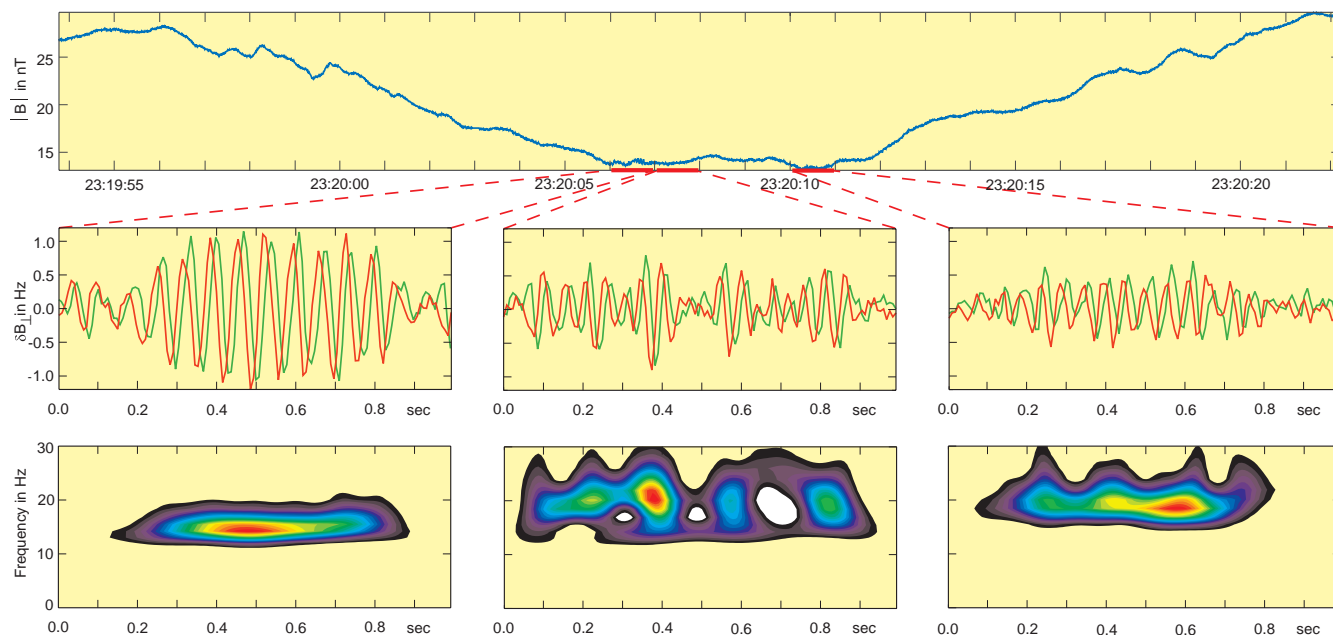 |B| in nT
25
20
15
23:19:55 23:20:00 23:20:05 23:20:10 23:20:15 23:20:20
δB⊥ in Hz
1.0
0.5
0.0
-0.5
-1.0
0.0 0.2 0.4 0.6 0.8 sec
0.0 0.2 0.4 0.6 0.8 sec
0.0 0.2 0.4 0.6 0.8 sec
Frequency in Hz
30
20
10
0
0.0 0.2 0.4 0.6 0.8 sec
0.0 0.2 0.4 0.6 0.8 sec
0.0 0.2 0.4 0.6 0.8 sec